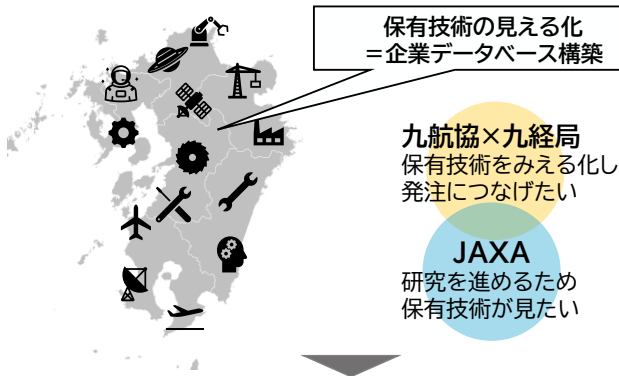 保有技術の見える化
＝企業データベース構築
九航協×九経局
保有技術をみえる化し
発注につなげたい
JAXA
研究を進めるため
保有技術が見たい